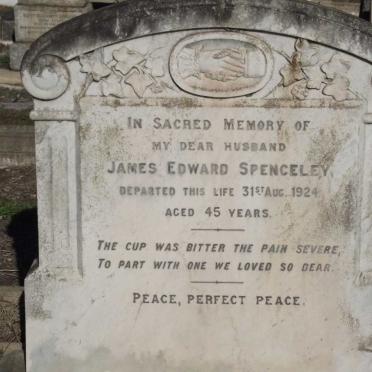 IN SACRED MEMORY OF
MY DEAR HUSBAND
JAMES EDWARD SPENCELEY
DEPARTED THIS LIFE 31ST AUG. 1924
AGED 45 YEARS.
THE CUP WAS BITTER THE PAIN SEVERE,
TO PART WITH ONE WE LOVED SO DEAR.
PEACE, PERFECT PEACE.